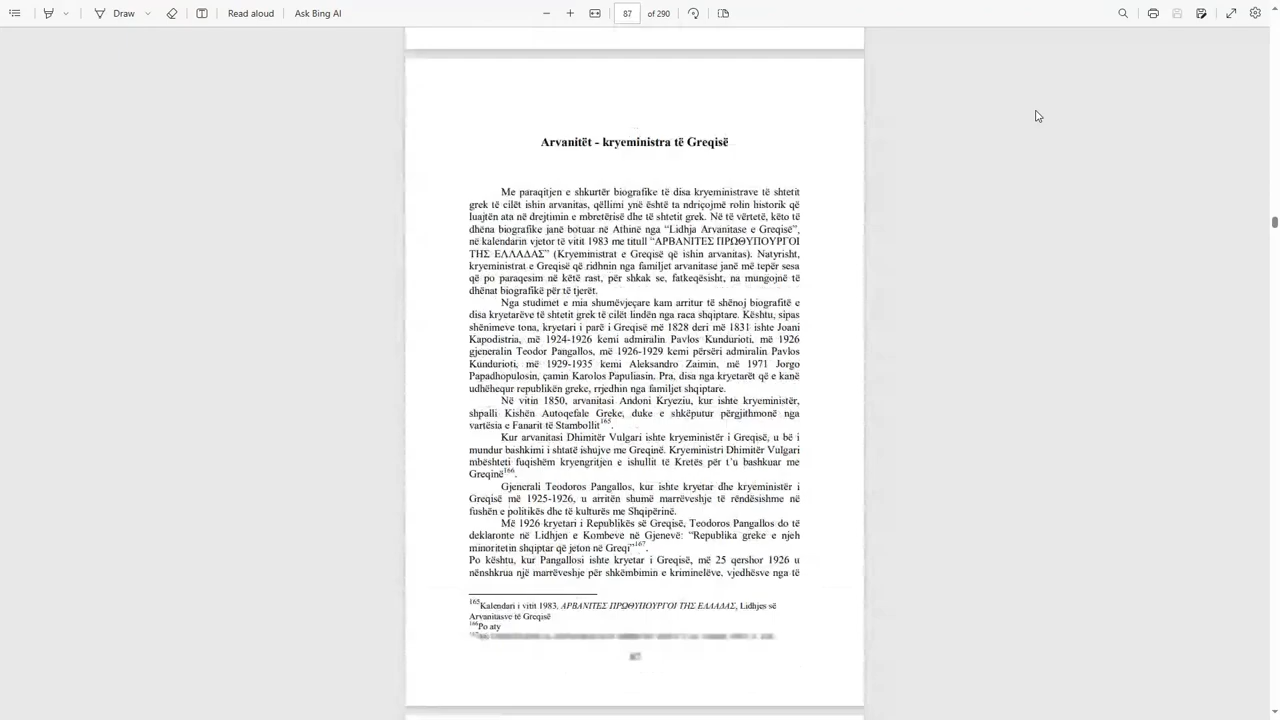 Draw
Read aloud
Ask Bing AI
87
of 290
Arvanitët - kryeministra të Greqisë
Me paraqitjen e shkurtër biografike të disa kryeministrave të shtetit
grek të cilët ishin arvanitas, qëllimi ynë është ta ndriçojmë rolin historik që
luajtën ata në drejtimin e mbretërisë dhe të shtetit grek. Në të vërtetë, këto të
dhëna biografike janë botuar në Athinë nga “Lidhja Arvanitase e Greqisë”,
në kalendarin vjetor të vitit 1983 me titull “ΑΡΒΑΝΙΤΕΣ ΠΡΩΘΥΠΟΥΡΓΟΙ
ΤΗΣ ΕΛΛΑΔΑΣ” (Kryeministrat e Greqisë që ishin arvanitas). Natyrisht,
kryeministrat e Greqisë që ridhnin nga familjet arvanitase janë më tepër sesa
që po paraqesim në këtë rast, për shkak se, fatkeqësisht, na mungojnë të
dhënat biografikë për të tjerët.
Nga studimet e mia shumëvjeçare kam arritur të shënoj biografitë e
disa kryetarëve të shtetit grek të cilët lindën nga raca shqiptare. Kështu, sipas
shënimeve tona, kryetari i parë i Greqisë më 1828 deri më 1831 ishte Joani
Kapodistria, më 1924-1926 kemi admiralin Pavlos Kundurioti, më 1926
gjeneralin Teodor Pangallos, më 1926-1929 kemi përsëri admiralin Pavlos
Kundurioti, më 1929-1935 kemi Aleksandro Zaimin, më 1971 Jorgo
Papadhopulosin, çamin Karolos Papuliasin. Pra, disa nga kryetarët që e kanë
udhëhequr republikën greke, rrjedhin nga familjet shqiptare.
Në vitin 1850, arvanitasi Andoni Kryeziu, kur ishte kryeministër,
shpalli Kishën Autoqefale Greke, duke e shkëputur përgjithmonë nga
vartësia e Fanarit të Stambollit165.
Kur arvanitasi Dhimitër Vulgari ishte kryeministër i Greqisë, u bë i
mundur bashkimi i shtatë ishujve me Greqinë. Kryeministri Dhimitër Vulgari
mbështeti fuqishëm kryengritjen e ishullit të Kretës për t’u bashkuar me
Greqinë166.
Gjenerali Teodoros Pangallos, kur ishte kryetar dhe kryeministër i
Greqisë më 1925-1926, u arritën shumë marrëveshje të rëndësishme në
fushën e politikës dhe të kulturës me Shqipërinë.
Më 1926 kryetari i Republikës së Greqisë, Teodoros Pangallos do të
deklaronte në Lidhjen e Kombeve në Gjenevë: “Republika greke e njeh
minoritetin shqiptar që jeton në Greqi”167.
Po kështu, kur Pangallosi ishte kryetar i Greqisë, më 25 qershor 1926 u
nënshkrua një marrëveshje për shkëmbimin e kriminelëve, vjedhësve nga të
165Kalendari i vitit 1983, ΑΡΒΑΝΙΤΕΣ ΠΡΩΘΥΠΟΥΡΓΟΙ ΤΗΣ ΕΛΛΑΔΑΣ, Lidhjes së
Arvanitasve të Greqisë
166Po aty